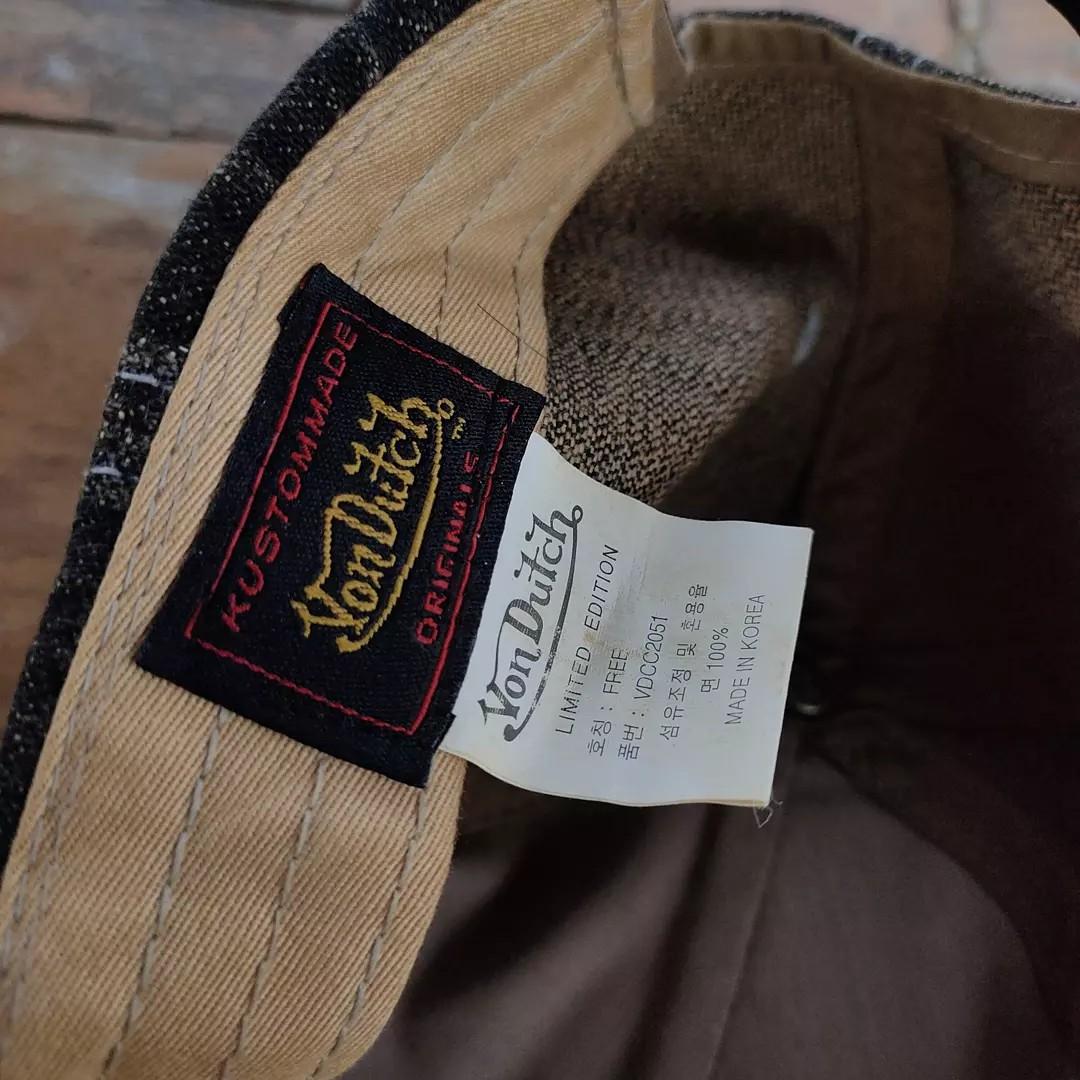 KUSTOMMADE
Von Dutch
TM
ORIGINALS
Von Dutch
LIMITED EDITION
호칭 : FREE
품번 : VDCC2051
섬유조정 및 혼용율
면 100%
MADE IN KOREA